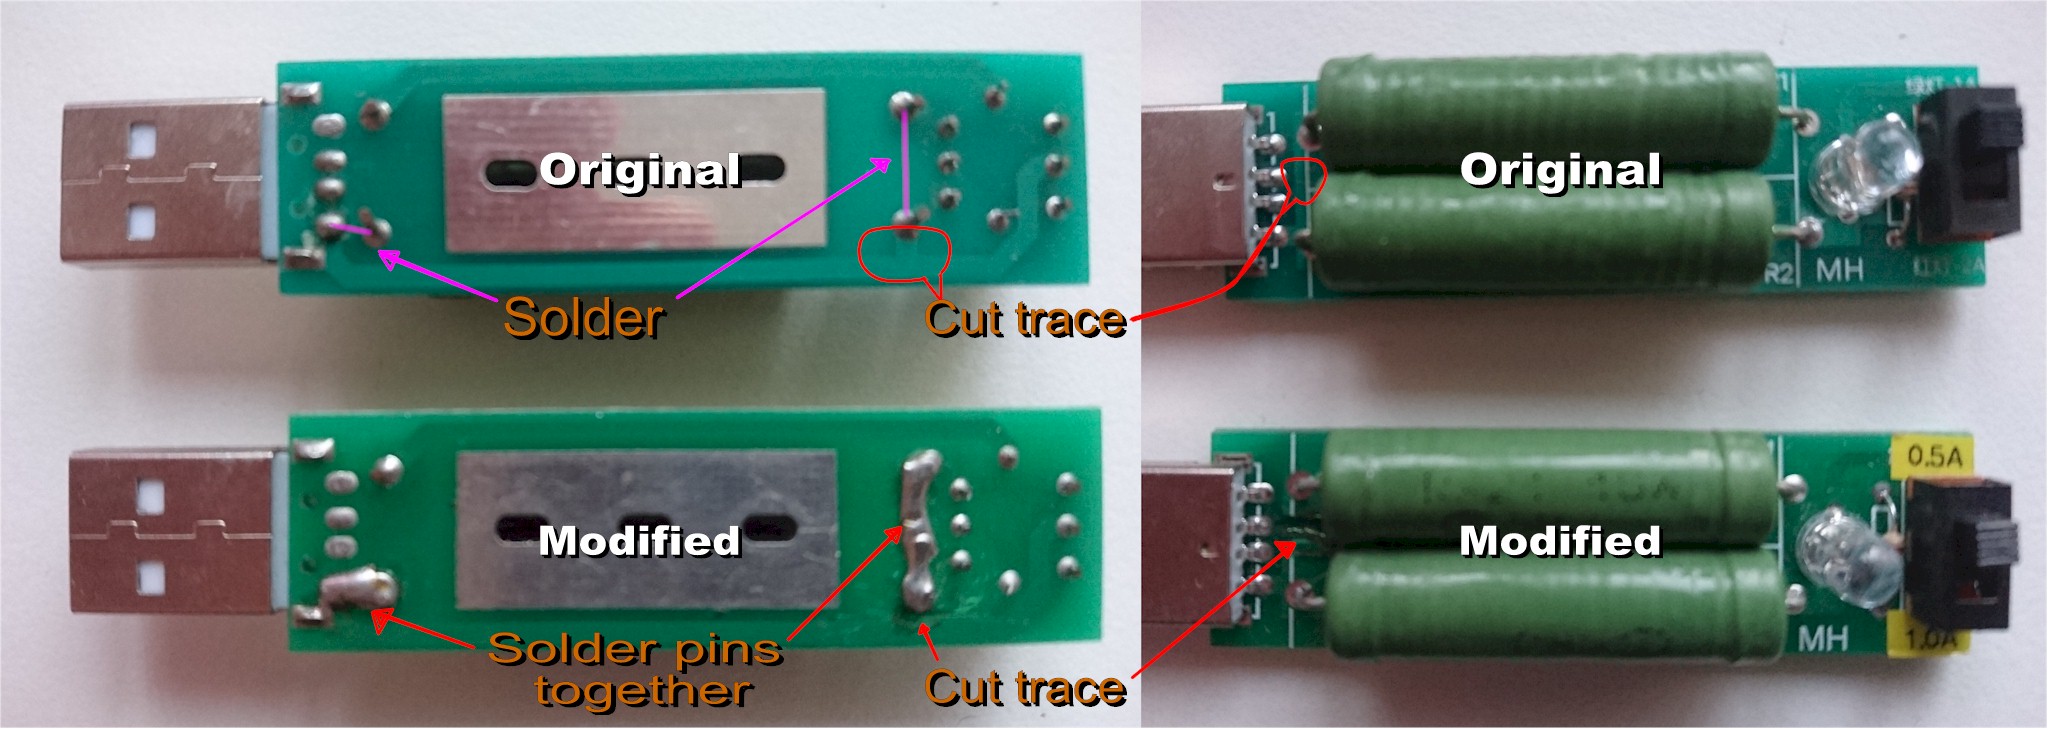 Original
Original
R2
MH
Solder
Cut trace
0.5A
Modified
Modified
MH
1.0A
Solder pins
together
Cut trace